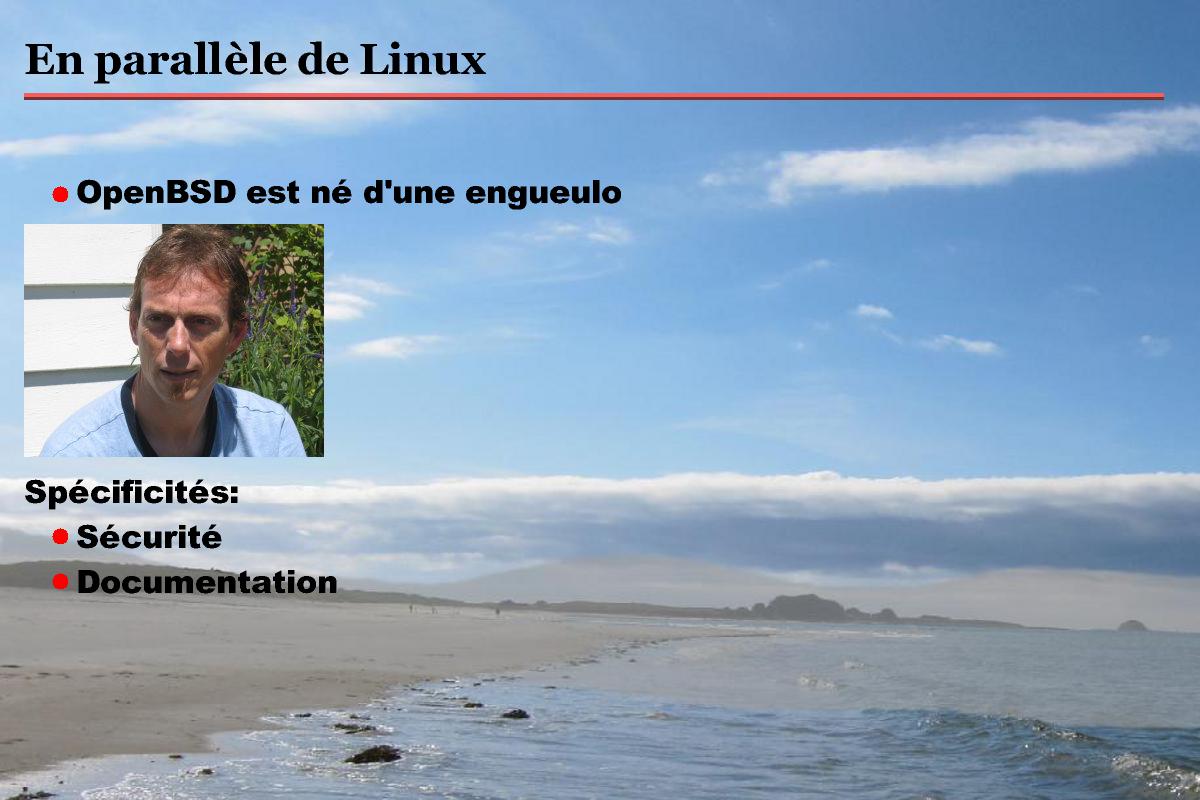 En parallèle de Linux
OpenBSD est né d'une engueulo
Spécificités:
Sécurité
Documentation